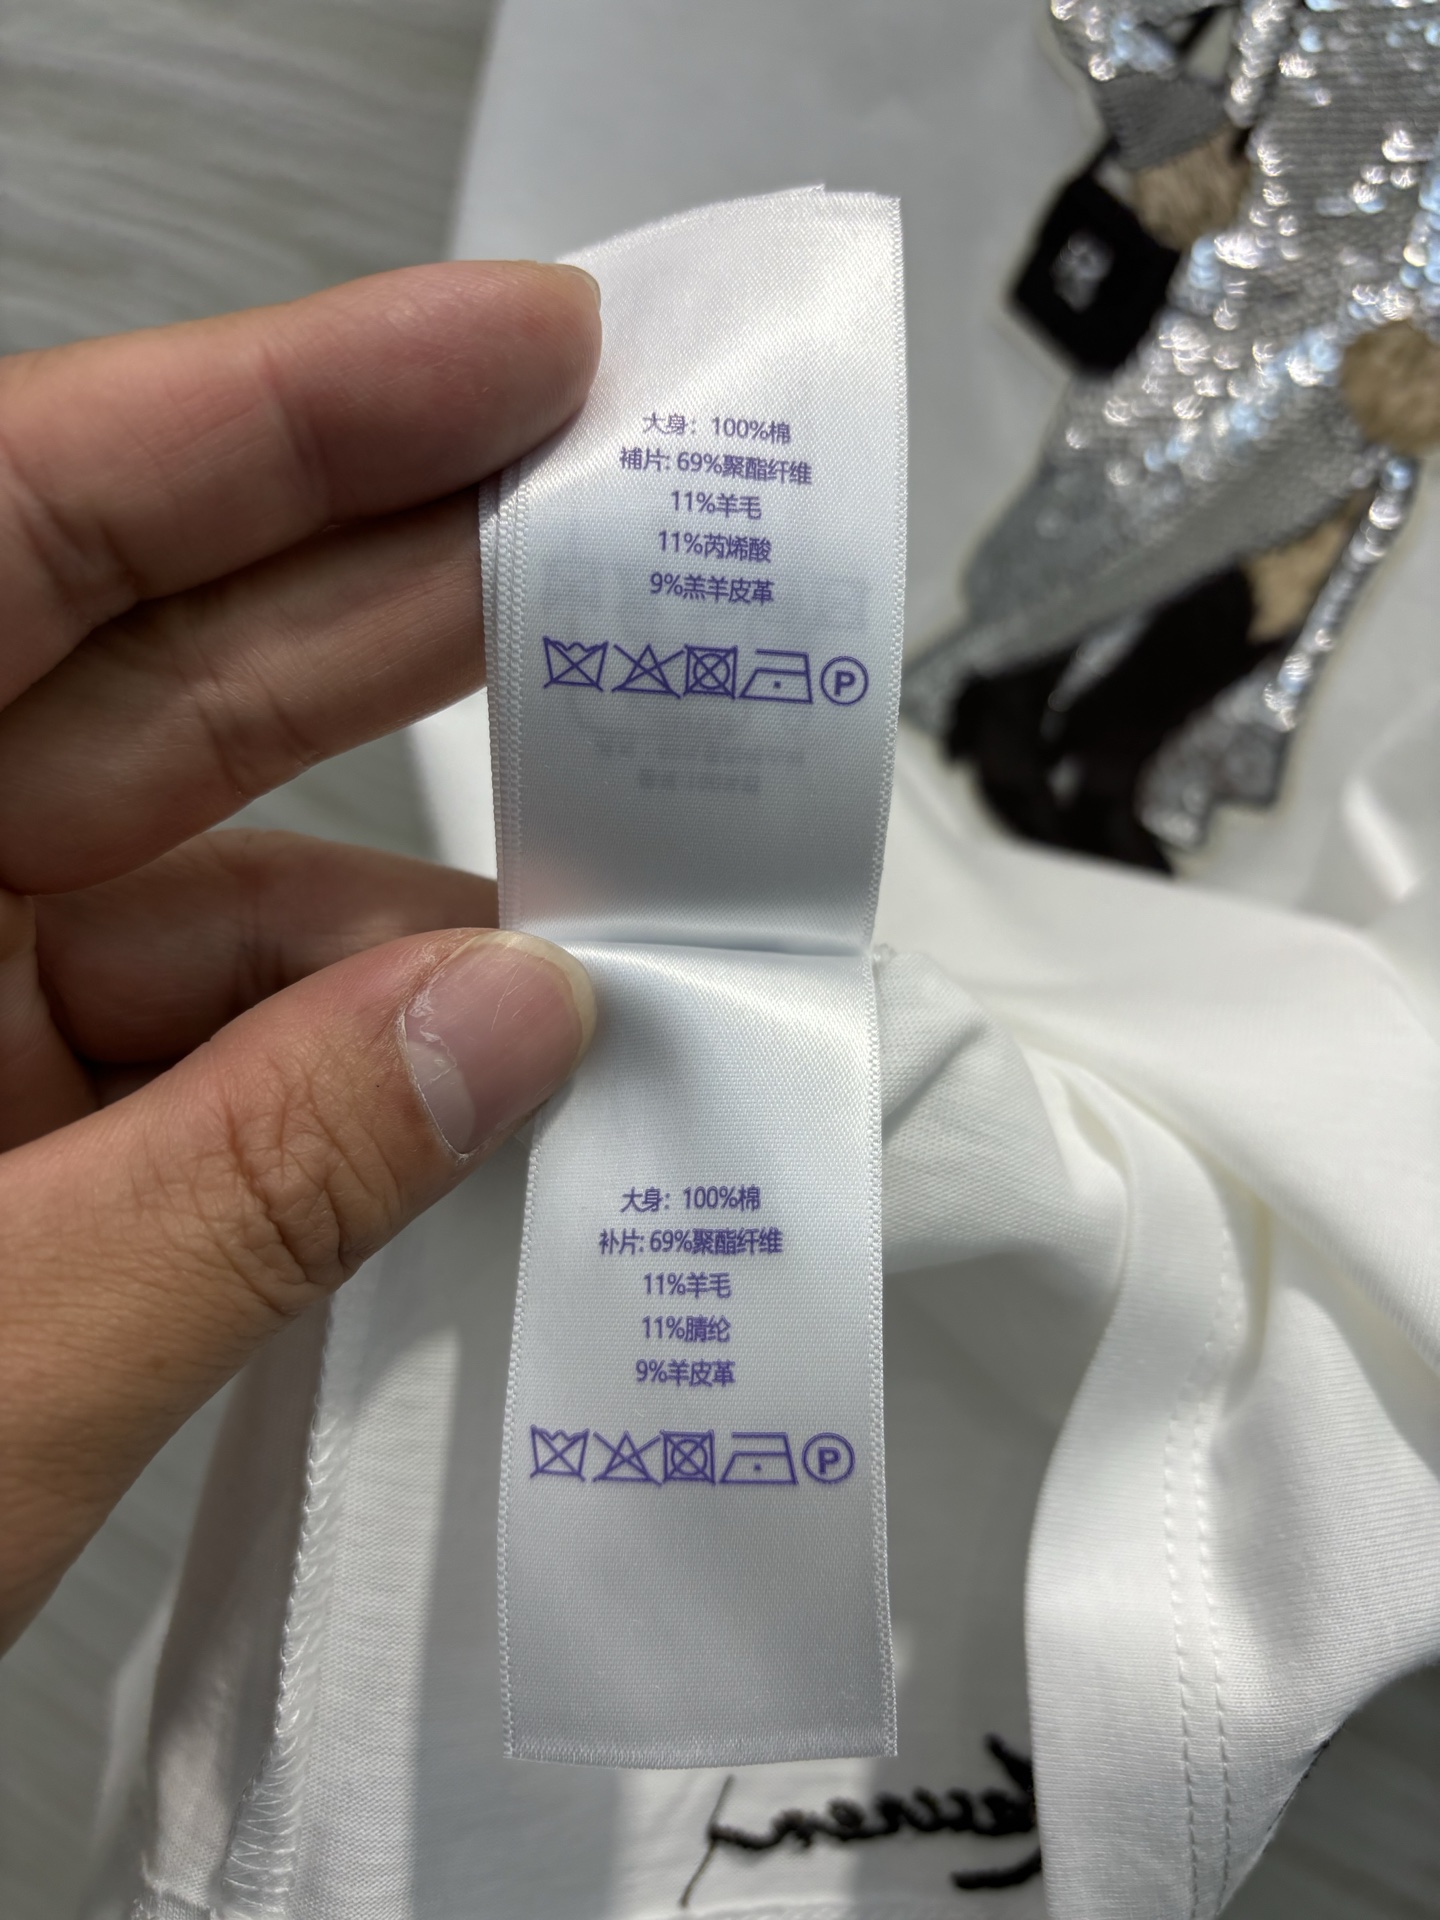 大身：100%棉
補片: 69%聚酯纤维
11%羊毛
11%芮烯酸
9%羔羊皮革
P
大身：100%棉
补片: 69%聚酯纤维
11%羊毛
11%腈纶
9%羊皮革
P